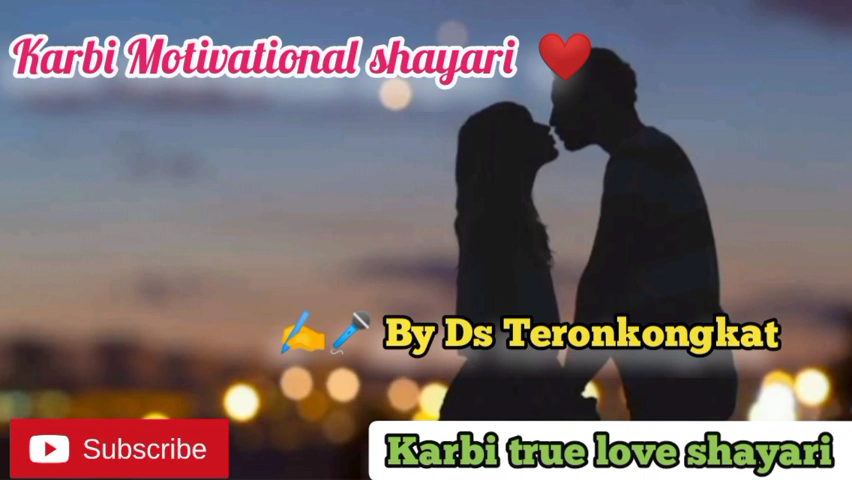 Karbi Motivational shayari ❤️
✍️🎤 By Ds Teronkongkat
Subscribe
Karbi true love shayari